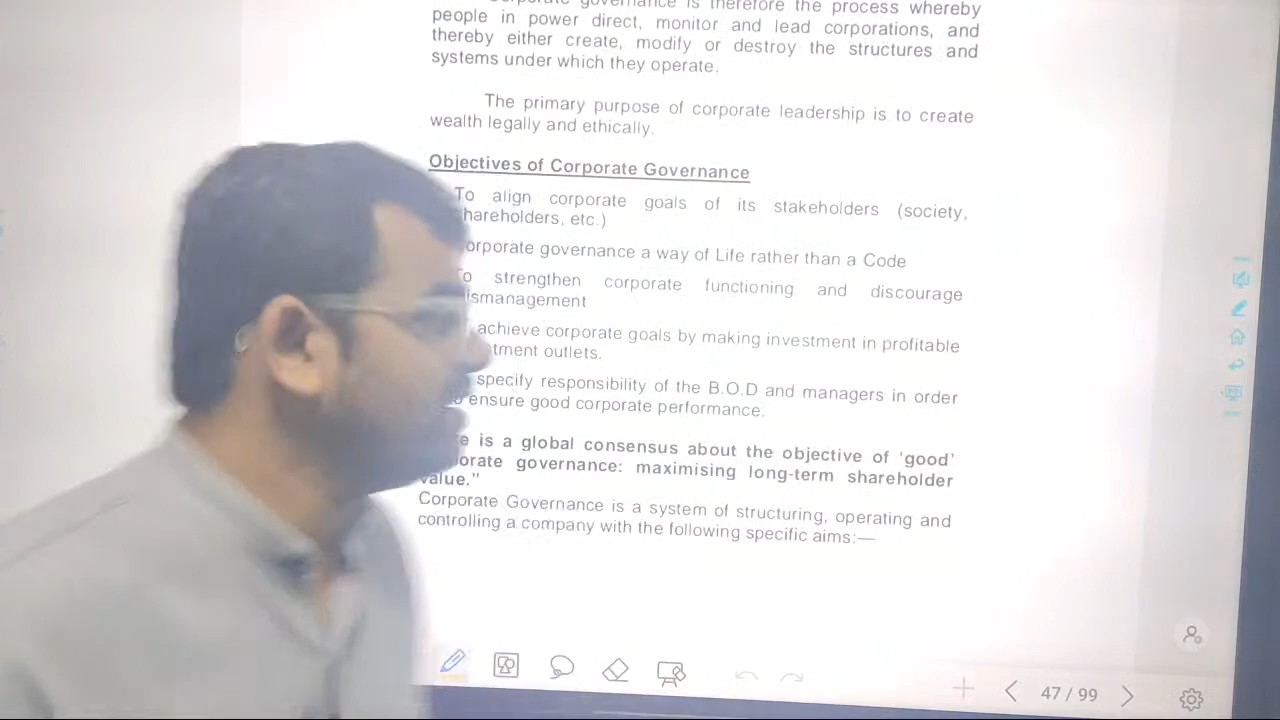 governance is therefore the process whereby
people in power direct, monitor and lead corporations, and
thereby either create, modify or destroy the structures and
systems under which they operate.
The primary purpose of corporate leadership is to create
wealth legally and ethically.
Objectives of Corporate Governance
To align corporate goals of its stakeholders (society,
hareholders, etc.)
orporate governance a way of Life rather than a Code
o strengthen corporate functioning and discourage
ismanagement
achieve corporate goals by making investment in profitable
tment outlets.
specify responsibility of the B.O.D and managers in order
ensure good corporate performance.
e is a global consensus about the objective of 'good'
orate governance: maximising long-term shareholder
value."
Corporate Governance is a system of structuring, operating and
controlling a company with the following specific aims:—
47 / 99